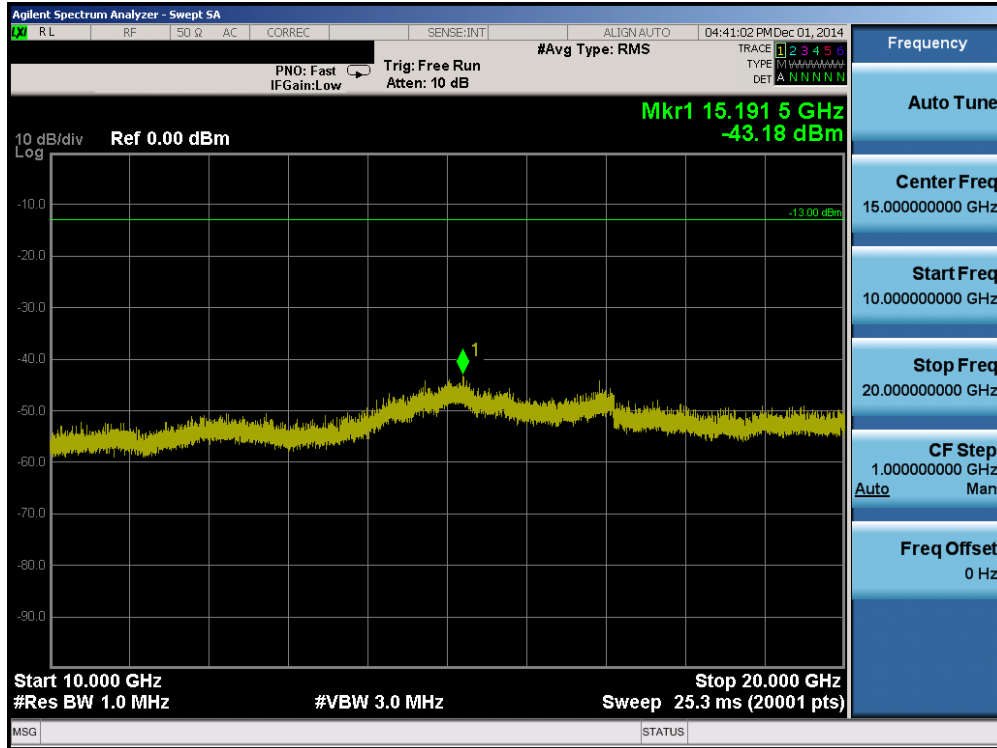 Agilent Spectrum Analyzer - Swept SA
LXI RL RF 50 Ω AC CORREC SENSE:INT ALIGN AUTO 04:41:02 PM Dec 01, 2014
#Avg Type: RMS
TRACE 1 2 3 4 5 6
PNO: Fast Trig: Free Run
TYPE M WWWWW
IFGain:Low Atten: 10 dB
DET A N N N N N
Mkr1 15.191 5 GHz
-43.18 dBm
10 dB/div Ref 0.00 dBm
Log
-10.0
-13.00 dBm
-20.0
-30.0
-40.0
1
-50.0
-60.0
-70.0
-80.0
-90.0
Start 10.000 GHz Stop 20.000 GHz
#Res BW 1.0 MHz #VBW 3.0 MHz Sweep 25.3 ms (20001 pts)
MSG STATUS
Frequency
Auto Tune
Center Freq
15.000000000 GHz
Start Freq
10.000000000 GHz
Stop Freq
20.000000000 GHz
CF Step
1.000000000 GHz
Auto Man
Freq Offset
0 Hz